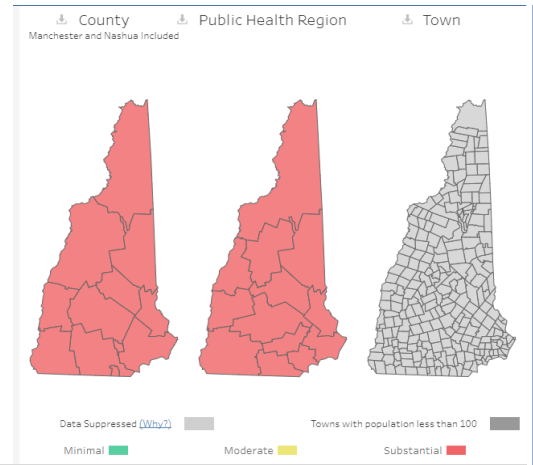 County
Public Health Region
Town
Manchester and Nashua Included
Data Suppressed (Why?)
Towns with population less than 100
Minimal
Moderate
Substantial